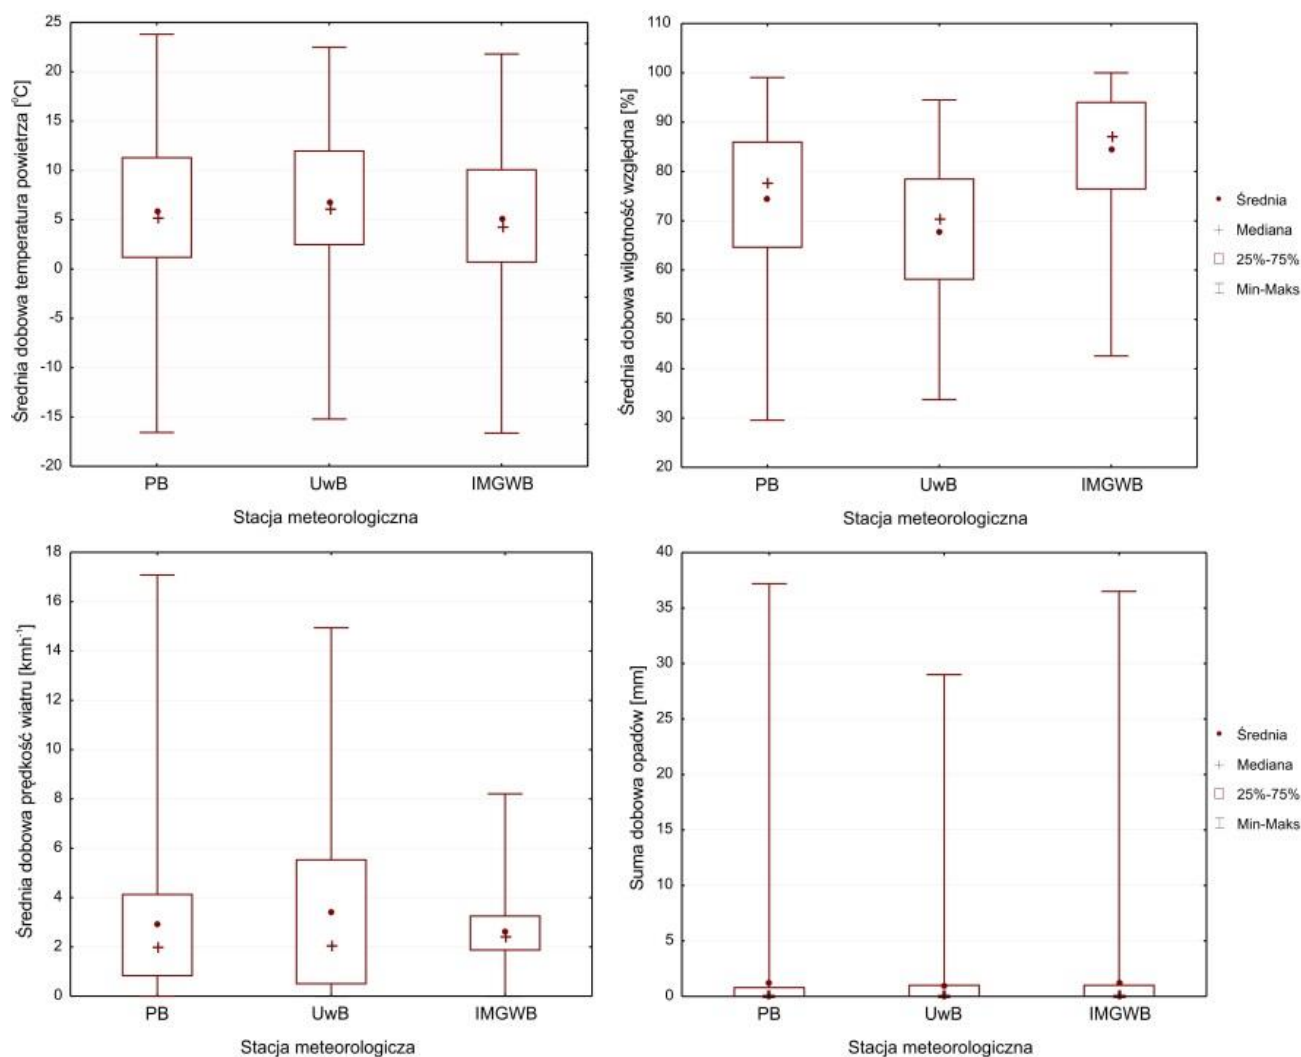 Średnia dobowa temperatura powietrza [⁰C]
25
20
15
10
5
0
-5
-10
-15
-20
PB
UwB
IMGWB
Stacja meteorologiczna
Średnia dobowa wilgotność względna [%]
110
100
90
80
70
60
50
40
30
20
PB
UwB
IMGWB
Stacja meteorologiczna
Średnia
Mediana
25%-75%
Min-Maks
Średnia dobowa prędkość wiatru [kmh⁻¹]
18
16
14
12
10
8
6
4
2
0
PB
UwB
IMGWB
Stacja meteorologicza
Suma dobowa opadów [mm]
40
35
30
25
20
15
10
5
0
PB
UwB
IMGWB
Stacja meteorologiczna
Średnia
Mediana
25%-75%
Min-Maks